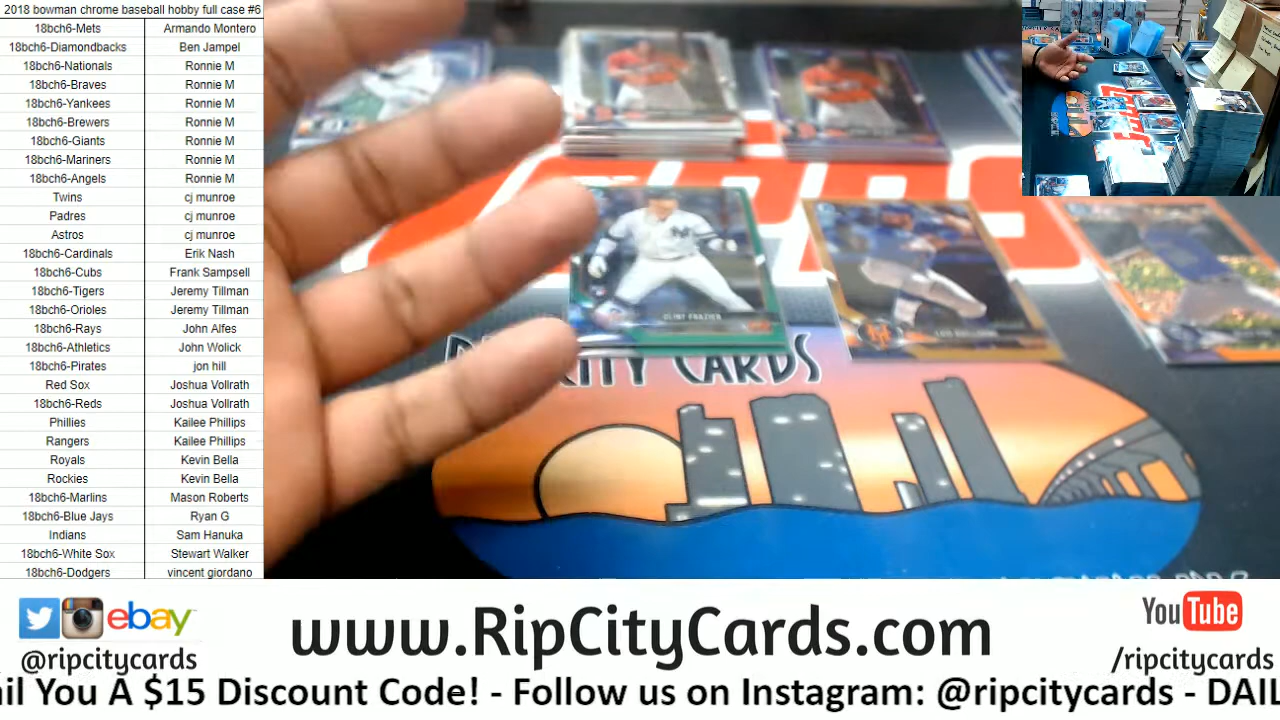 2018 bowman chrome baseball hobby full case #6
18bch6-Mets Armando Montero
18bch6-Diamondbacks Ben Jampel
18bch6-Nationals Ronnie M
18bch6-Braves Ronnie M
18bch6-Yankees Ronnie M
18bch6-Brewers Ronnie M
18bch6-Giants Ronnie M
18bch6-Mariners Ronnie M
18bch6-Angels Ronnie M
Twins cj munroe
Padres cj munroe
Astros cj munroe
18bch6-Cardinals Erik Nash
18bch6-Cubs Frank Sampsell
18bch6-Tigers Jeremy Tillman
18bch6-Orioles Jeremy Tillman
18bch6-Rays John Alfes
18bch6-Athletics John Wolick
18bch6-Pirates jon hill
Red Sox Joshua Vollrath
18bch6-Reds Joshua Vollrath
Phillies Kailee Phillips
Rangers Kailee Phillips
Royals Kevin Bella
Rockies Kevin Bella
18bch6-Marlins Mason Roberts
18bch6-Blue Jays Ryan G
Indians Sam Hanuka
18bch6-White Sox Stewart Walker
18bch6-Dodgers vincent giordano
CLINT FRAZIER
CITY CARDS
ebay
@ripcitycards
www.RipCityCards.com
YouTube
/ripcitycards
ail You A $15 Discount Code! - Follow us on Instagram: @ripcitycards - DAIL